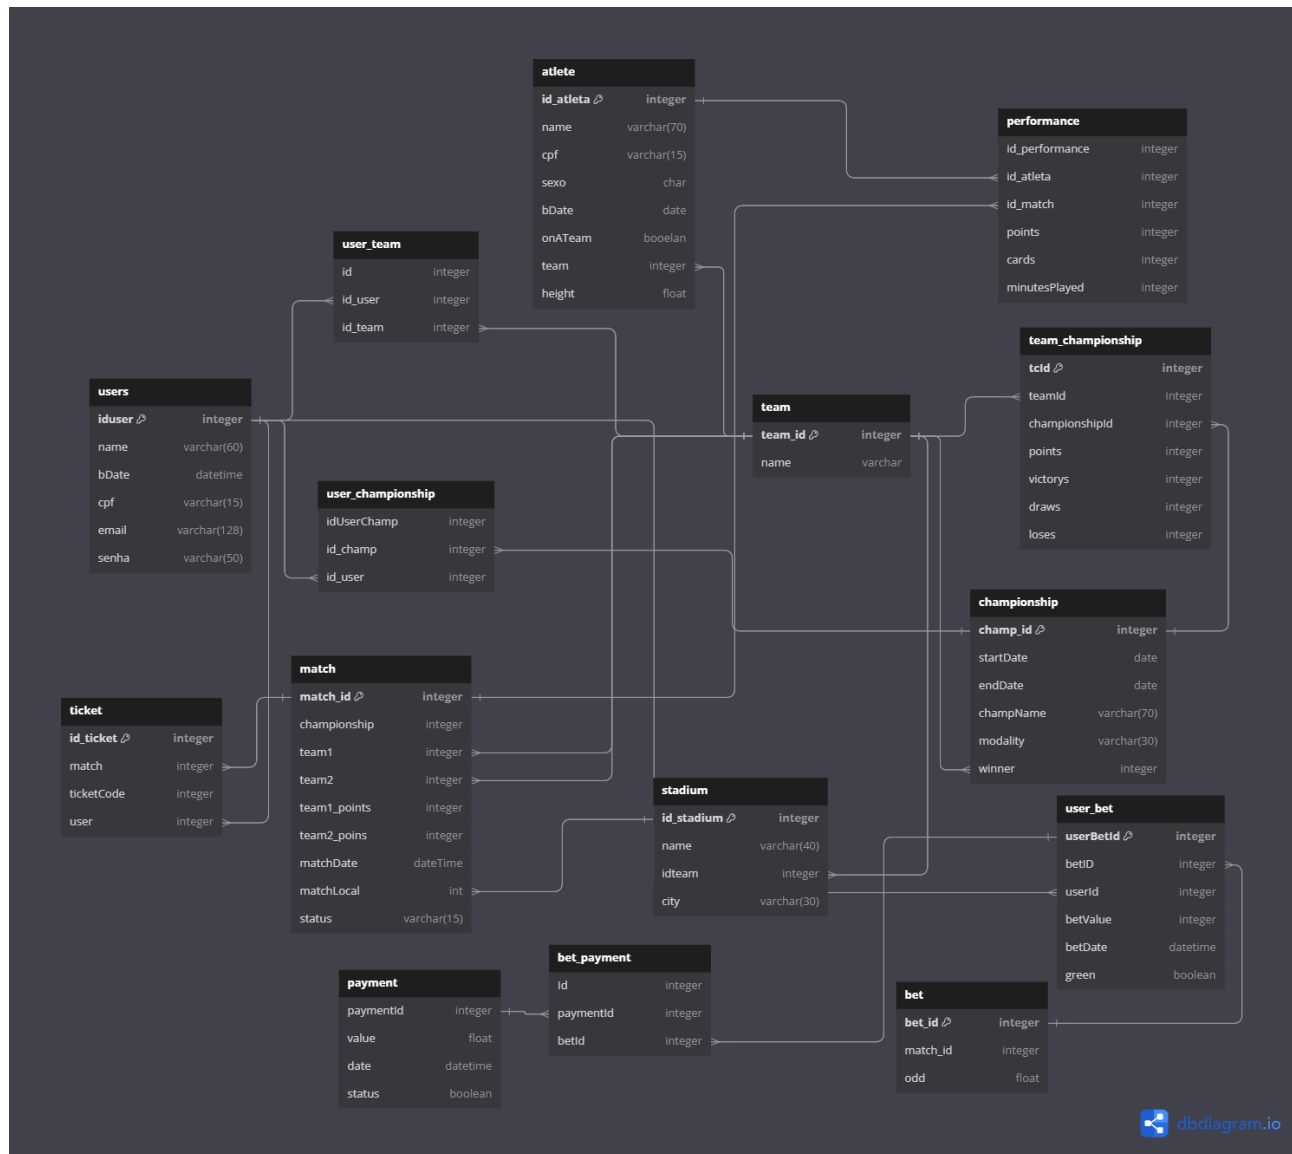 atlete
id_atleta integer
name varchar(70)
cpf varchar(15)
sexo char
bDate date
onATeam booelan
team integer
height float
performance
id_performance integer
id_atleta integer
id_match integer
points integer
cards integer
minutesPlayed integer
user_team
id integer
id_user integer
id_team integer
team_championship
tcId integer
teamId integer
championshipId integer
points integer
victorys integer
draws integer
loses integer
users
iduser integer
name varchar(60)
bDate datetime
cpf varchar(15)
email varchar(128)
senha varchar(50)
team
team_id integer
name varchar
user_championship
idUserChamp integer
id_champ integer
id_user integer
championship
champ_id integer
startDate date
endDate date
champName varchar(70)
modality varchar(30)
winner integer
match
match_id integer
championship integer
team1 integer
team2 integer
team1_points integer
team2_poins integer
matchDate dateTime
matchLocal int
status varchar(15)
ticket
id_ticket integer
match integer
ticketCode integer
user integer
stadium
id_stadium integer
name varchar(40)
idteam integer
city varchar(30)
user_bet
userBetId integer
betID integer
userId integer
betValue integer
betDate datetime
green boolean
bet_payment
Id integer
paymentId integer
betId integer
payment
paymentId integer
value float
date datetime
status boolean
bet
bet_id integer
match_id integer
odd float
dbdiagram.io